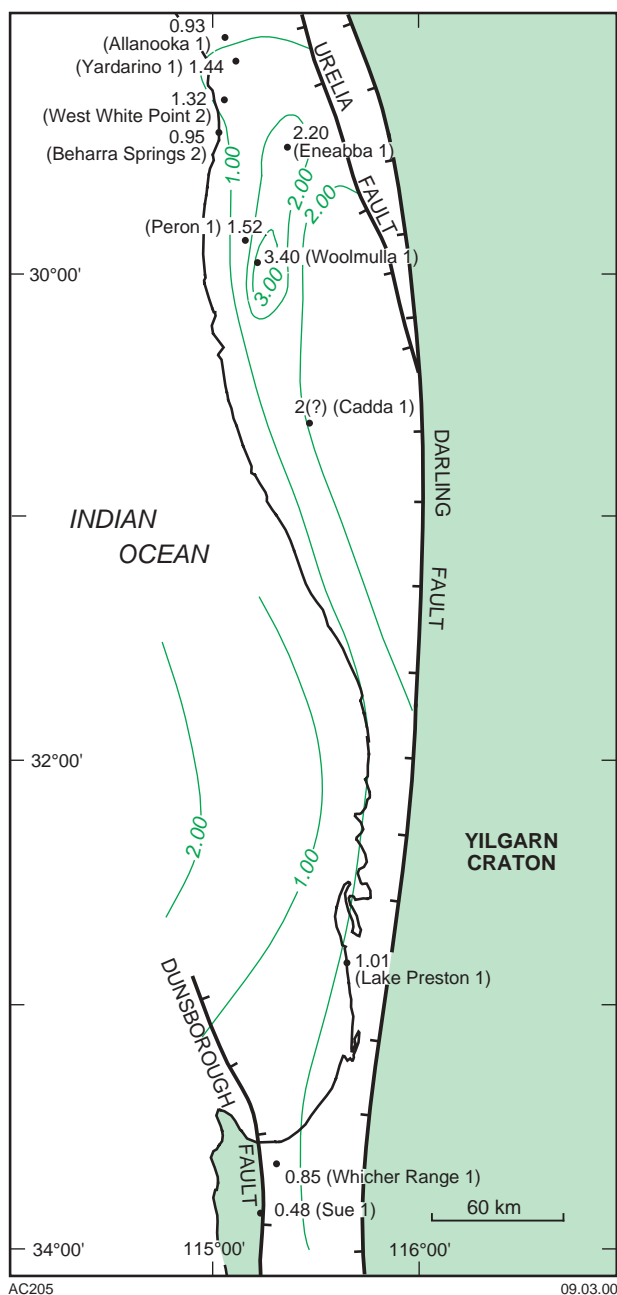 0.93
(Allanooka 1)
(Yardarino 1) 1.44
1.32
(West White Point 2)
0.95
(Beharra Springs 2)
URELIA
FAULT
2.20
(Eneabba 1)
1.00
2.00
2.00
(Peron 1) 1.52
3.40 (Woolmulla 1)
3.00
30°00'
2(?) (Cadda 1)
DARLING
FAULT
INDIAN
OCEAN
32°00'
2.00
1.00
YILGARN
CRATON
1.01
(Lake Preston 1)
DUNSBOROUGH
FAULT
0.85 (Whicher Range 1)
0.48 (Sue 1)
60 km
34°00'
115°00'
116°00'
AC205
09.03.00